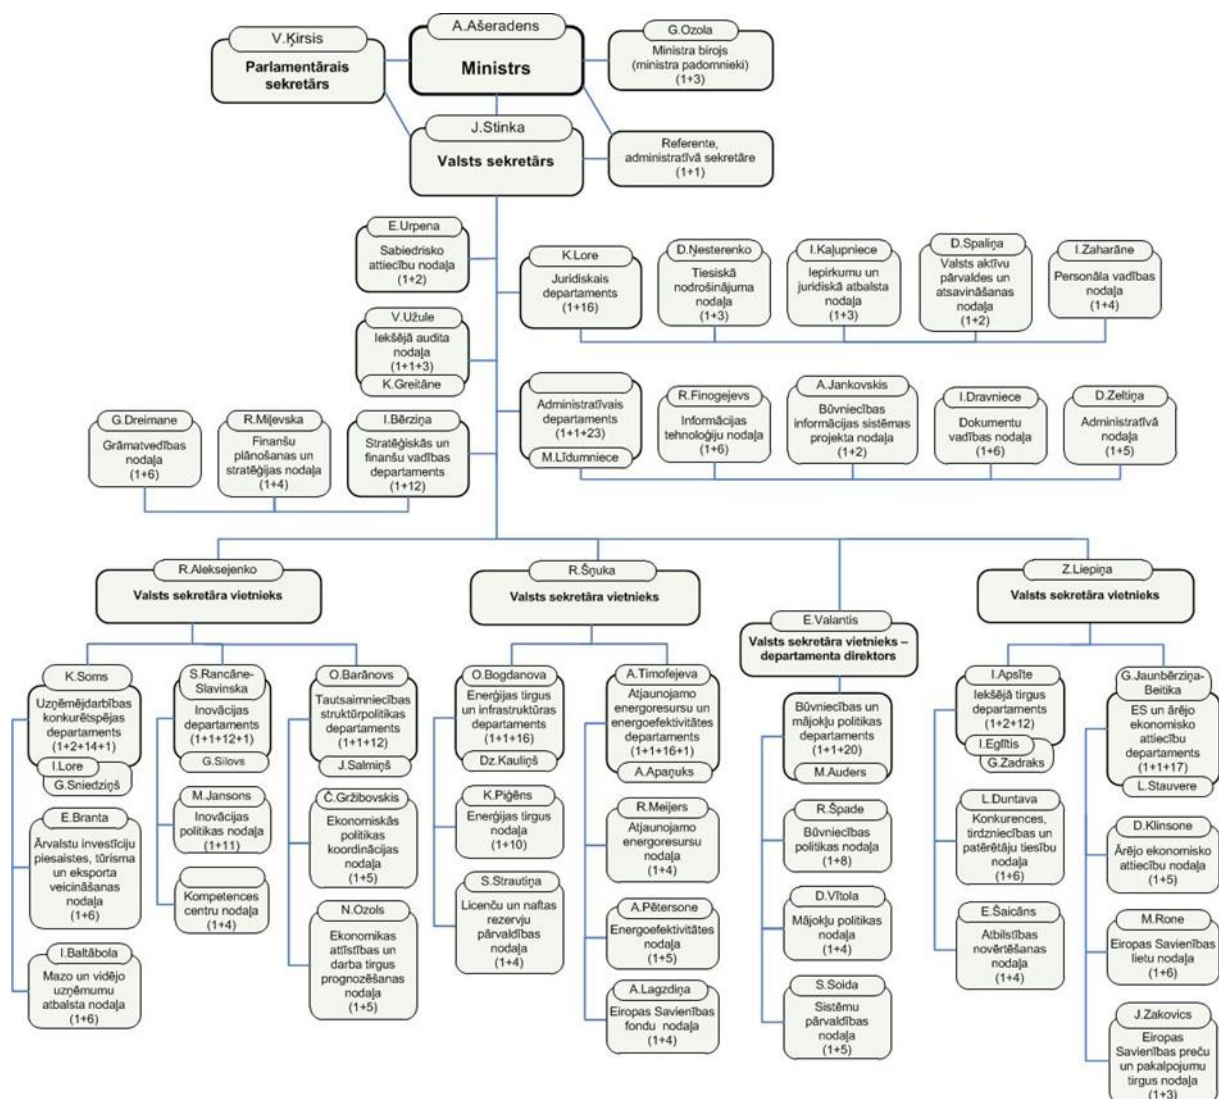 V.Ķirsis
Parlamentārais
sekretārs
A.Ašeradens
Ministrs
G.Ozola
Ministra birojs
(ministra padomnieki)
(1+3)
J.Stinka
Valsts sekretārs
Referente,
administratīvā sekretāre
(1+1)
E.Urpena
Sabiedrisko
attiecību nodaļa
(1+2)
K.Lore
Juridiskais
departaments
(1+16)
D.Ņesterenko
Tiesiskā
nodrošinājuma
nodaļa
(1+3)
I.Kaļupniece
Iepirkumu un
juridiskā atbalsta
nodaļa
(1+3)
D.Spaliņa
Valsts aktīvu
pārvaldes un
atsavināšanas
nodaļa
(1+2)
I.Zaharāne
Personāla vadības
nodaļa
(1+4)
V.Užule
Iekšējā audita
nodaļa
(1+1+3)
K.Greitāne
Administratīvais
departaments
(1+1+23)
M.Līdumniece
R.Finogejevs
Informācijas
tehnoloģiju nodaļa
(1+6)
A.Jankovskis
Būvniecības
informācijas sistēmas
projekta nodaļa
(1+2)
I.Dravniece
Dokumentu
vadības nodaļa
(1+6)
D.Zeltiņa
Administratīvā
nodaļa
(1+5)
G.Dreimane
Grāmatvedības
nodaļa
(1+6)
R.Miļevska
Finanšu
plānošanas un
stratēģijas nodaļa
(1+4)
I.Bērziņa
Stratēģiskās un
finanšu vadības
departaments
(1+12)
R.Aleksejenko
Valsts sekretāra vietnieks
R.Šņuka
Valsts sekretāra vietnieks
E.Valantis
Valsts sekretāra vietnieks –
departamenta direktors
Z.Liepiņa
Valsts sekretāra vietnieks
K.Soms
Uzņēmējdarbības
konkurētspējas
departaments
(1+2+14+1)
I.Lore
G.Sniedziņš
E.Branta
Ārvalstu investīciju
piesaistes, tūrisma
un eksporta
veicināšanas
nodaļa
(1+6)
I.Baltābola
Mazo un vidējo
uzņēmumu
atbalsta nodaļa
(1+6)
S.Rancāne-
Slavinska
Inovācijas
departaments
(1+1+12+1)
G.Silovs
M.Jansons
Inovācijas
politikas nodaļa
(1+11)
Kompetences
centru nodaļa
(1+4)
O.Barānovs
Tautsaimniecības
struktūrpolitikas
departaments
(1+1+12)
J.Salmiņš
Č.Gržibovskis
Ekonomiskās
politikas
koordinācijas
nodaļa
(1+5)
N.Ozols
Ekonomikas
attīstības un
darba tirgus
prognozēšanas
nodaļa
(1+5)
O.Bogdanova
Enerģijas tirgus
un infrastruktūras
departaments
(1+1+16)
Dz.Kauliņš
K.Piģēns
Enerģijas tirgus
nodaļa
(1+10)
S.Strautiņa
Licenču un naftas
rezervju
pārvaldības
nodaļa
(1+4)
A.Timofejeva
Atjaunojamo
energoresursu un
energoefektivitātes
departaments
(1+1+16+1)
A.Apaņuks
R.Meijers
Atjaunojamo
energoresursu
nodaļa
(1+4)
A.Pētersone
Energoefektivitātes
nodaļa
(1+5)
A.Lagzdiņa
Eiropas Savienības
fondu nodaļa
(1+4)
Būvniecības un
mājokļu politikas
departaments
(1+1+20)
M.Auders
R.Špade
Būvniecības
politikas nodaļa
(1+8)
D.Vītola
Mājokļu politikas
nodaļa
(1+4)
S.Soida
Sistēmu
pārvaldības
nodaļa
(1+5)
I.Apsīte
Iekšējā tirgus
departaments
(1+2+12)
I.Eglītis
G.Zadraks
L.Duntava
Konkurences,
tirdzniecības un
patērētāju tiesību
nodaļa
(1+6)
E.Šaicāns
Atbilstības
novērtēšanas
nodaļa
(1+4)
G.Jaunbērziņa-
Beitika
ES un ārējo
ekonomisko
attiecību
departaments
(1+1+17)
L.Stauvere
D.Klinsone
Ārējo ekonomisko
attiecību nodaļa
(1+5)
M.Rone
Eiropas Savienības
lietu nodaļa
(1+6)
J.Zakovics
Eiropas
Savienības preču
un pakalpojumu
tirgus nodaļa
(1+3)